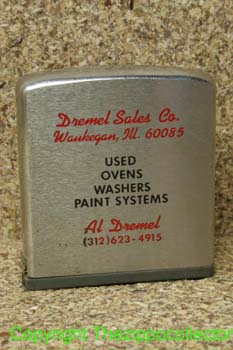 Dremel Sales Co.
Waukegan, Ill. 60085
USED
OVENS
WASHERS
PAINT SYSTEMS
Al Dremel
(312)623-4915
Copyright Thezippocollector